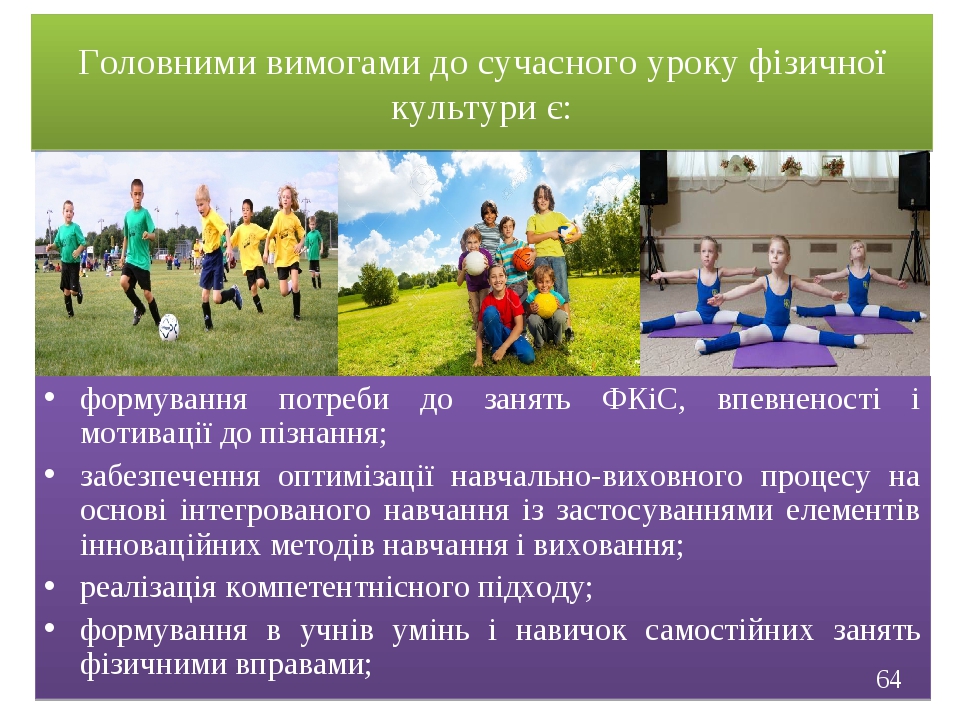 Головними вимогами до сучасного уроку фізичної
культури є:
• формування потреби до занять ФКіС, впевненості і
мотивації до пізнання;
• забезпечення оптимізації навчально-виховного процесу на
основі інтегрованого навчання із застосуваннями елементів
інноваційних методів навчання і виховання;
• реалізація компетентнісного підходу;
• формування в учнів умінь і навичок самостійних занять
фізичними вправами;
64